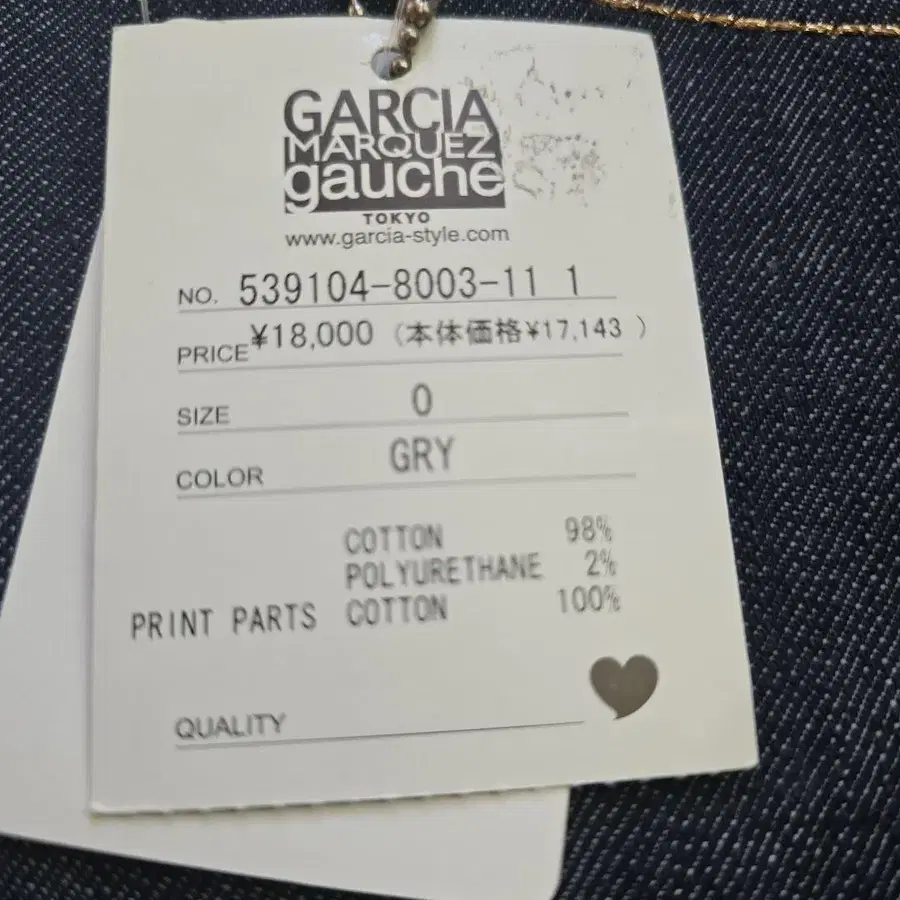 GARCIA
MARQUEZ
gauche
TOKYO
www.garcia-style.com
NO. 539104-8003-11 1
PRICE ¥18,000 (本体価格¥17,143 )
SIZE 0
COLOR GRY
COTTON 98%
POLYURETHANE 2%
PRINT PARTS COTTON 100%
QUALITY